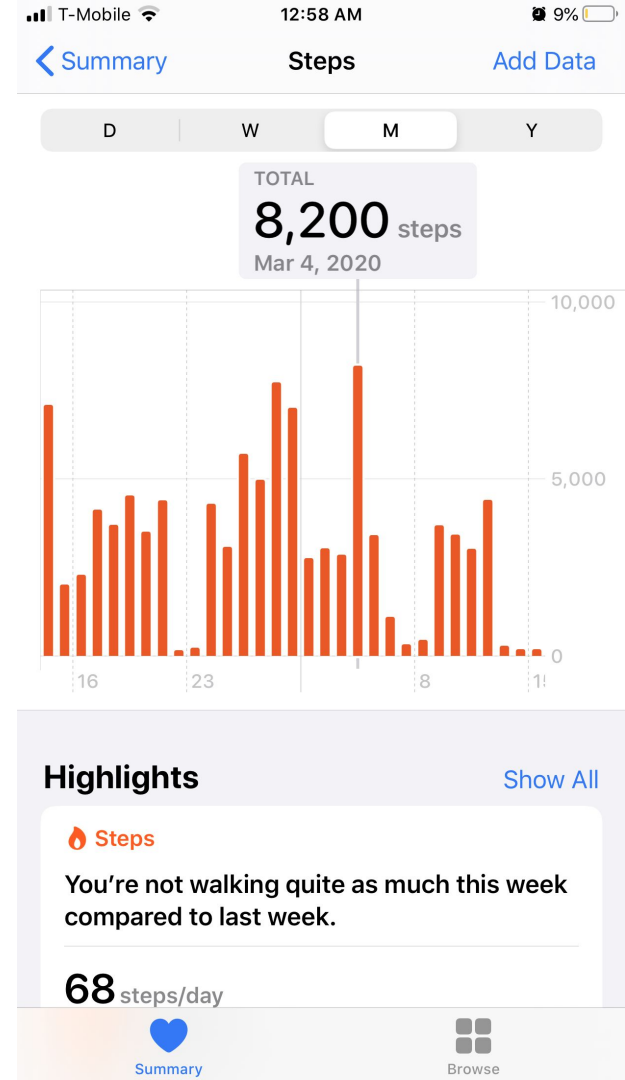 T-Mobile 12:58 AM 9%
Summary Steps Add Data
D W M Y
TOTAL
8,200 steps
Mar 4, 2020
10,000
5,000
0
16 23 8
Highlights Show All
Steps
You're not walking quite as much this week
compared to last week.
68 steps/day
Summary Browse